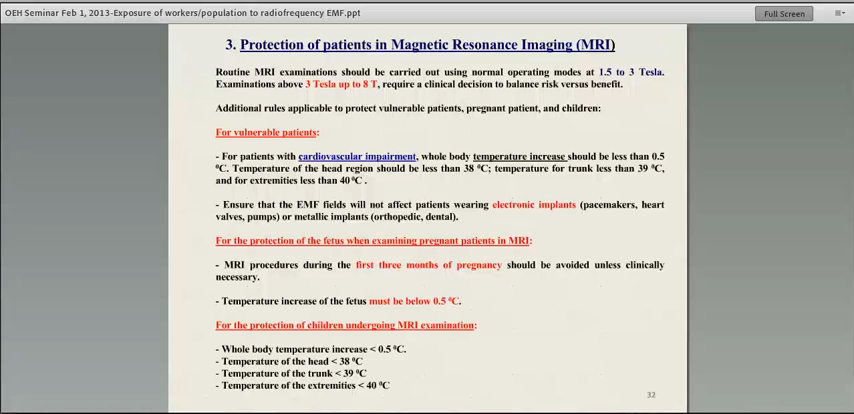 OEH Seminar Feb 1, 2013-Exposure of workers/population to radiofrequency EMF.ppt
Full Screen
3. Protection of patients in Magnetic Resonance Imaging (MRI)
Routine MRI examinations should be carried out using normal operating modes at 1.5 to 3 Tesla.
Examinations above 3 Tesla up to 8 T, require a clinical decision to balance risk versus benefit.
Additional rules applicable to protect vulnerable patients, pregnant patient, and children:
For vulnerable patients:
- For patients with cardiovascular impairment, whole body temperature increase should be less than 0.5
⁰C. Temperature of the head region should be less than 38 ⁰C; temperature for trunk less than 39 ⁰C,
and for extremities less than 40 ⁰C .
- Ensure that the EMF fields will not affect patients wearing electronic implants (pacemakers, heart
valves, pumps) or metallic implants (orthopedic, dental).
For the protection of the fetus when examining pregnant patients in MRI:
- MRI procedures during the first three months of pregnancy should be avoided unless clinically
necessary.
- Temperature increase of the fetus must be below 0.5 ⁰C.
For the protection of children undergoing MRI examination:
- Whole body temperature increase < 0.5 ⁰C.
- Temperature of the head < 38 ⁰C
- Temperature of the trunk < 39 ⁰C
- Temperature of the extremities < 40 ⁰C
32